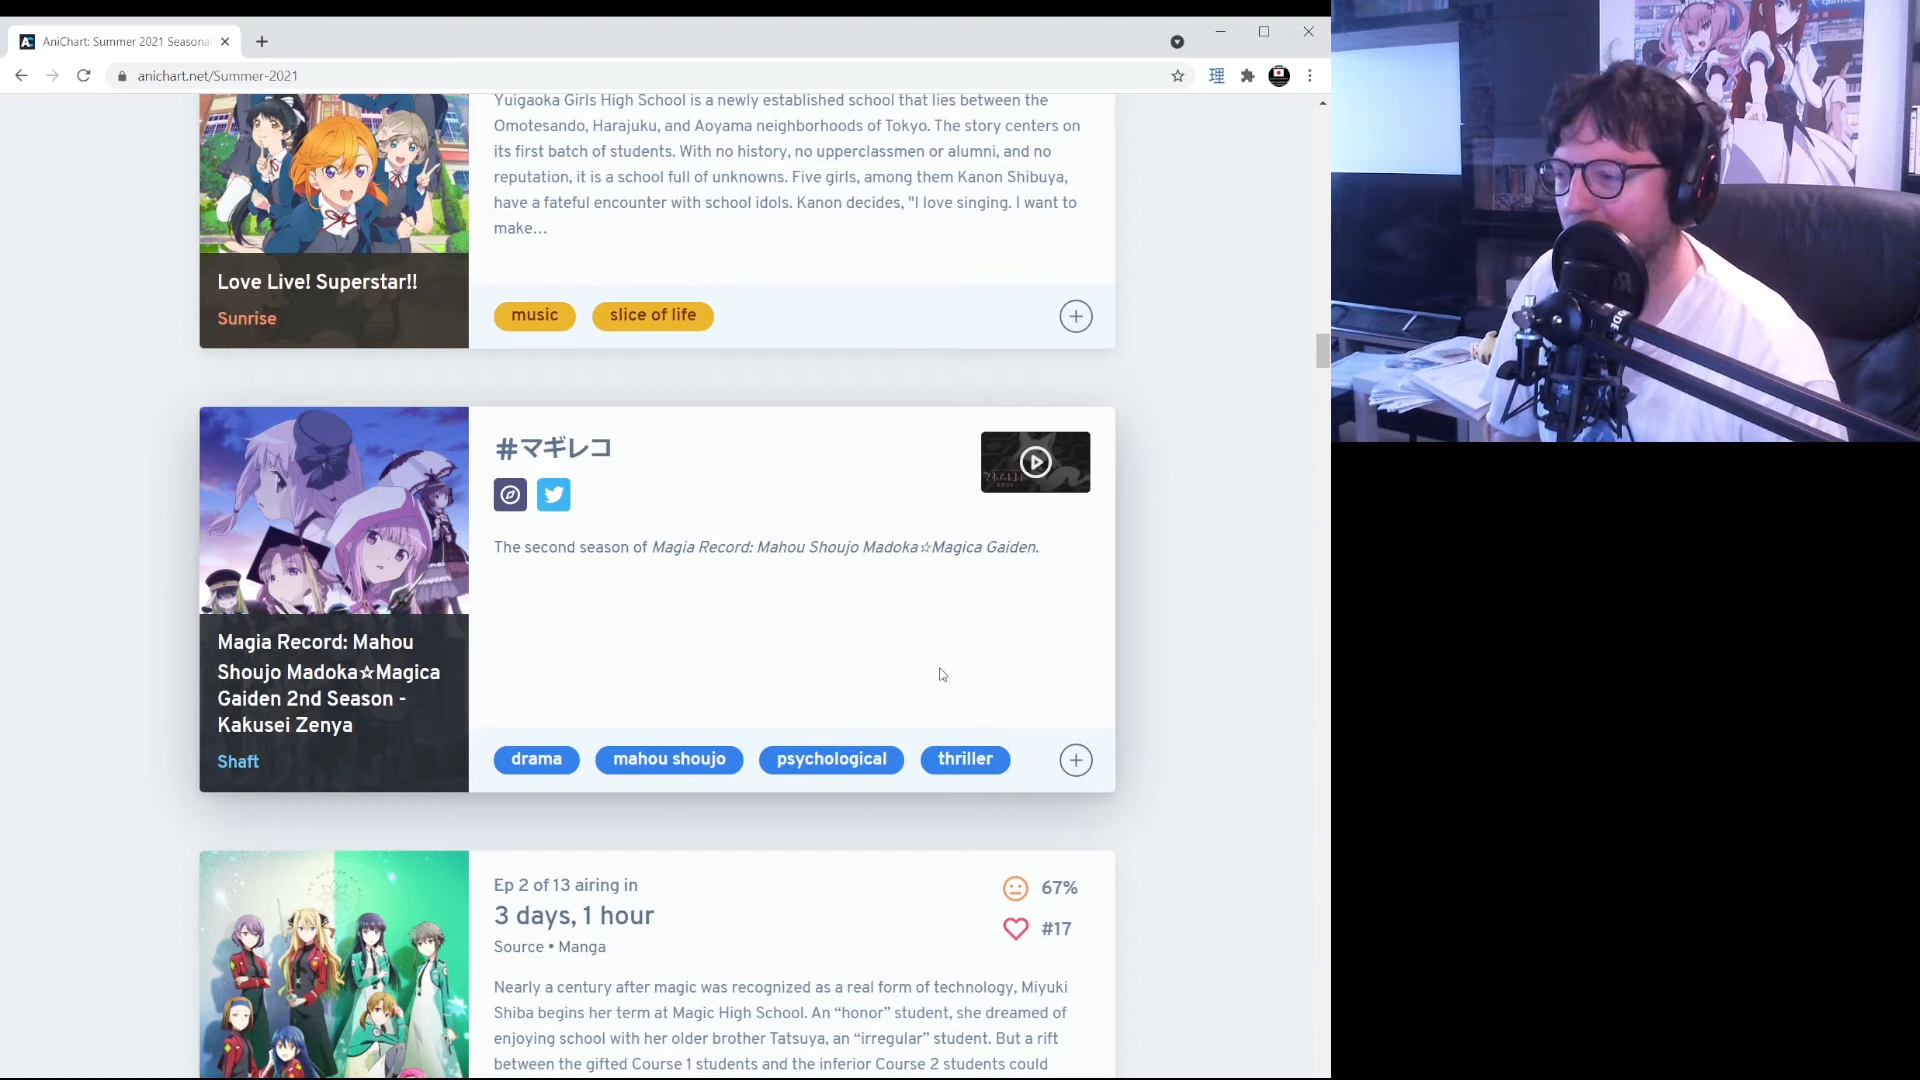 AniChart: Summer 2021 Seasona
anichart.net/Summer-2021
Yuigaoka Girls High School is a newly established school that lies between the
Omotesando, Harajuku, and Aoyama neighborhoods of Tokyo. The story centers on
its first batch of students. With no history, no upperclassmen or alumni, and no
reputation, it is a school full of unknowns. Five girls, among them Kanon Shibuya,
have a fateful encounter with school idols. Kanon decides, "I love singing. I want to
make…
Love Live! Superstar!!
Sunrise
music
slice of life
#マギレコ
The second season of Magia Record: Mahou Shoujo Madoka☆Magica Gaiden.
Magia Record: Mahou
Shoujo Madoka☆Magica
Gaiden 2nd Season -
Kakusei Zenya
Shaft
drama
mahou shoujo
psychological
thriller
Ep 2 of 13 airing in
3 days, 1 hour
Source • Manga
67%
#17
Nearly a century after magic was recognized as a real form of technology, Miyuki
Shiba begins her term at Magic High School. An “honor” student, she dreamed of
enjoying school with her older brother Tatsuya, an “irregular” student. But a rift
between the gifted Course 1 students and the inferior Course 2 students could